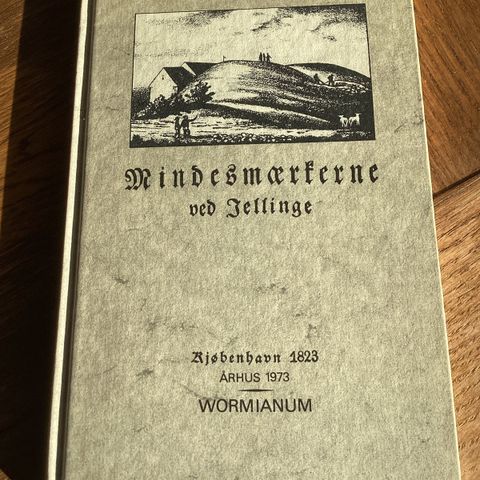 Mindesmærkerne
ved Jellinge
Kjøbenhavn 1823
ÅRHUS 1973
WORMIANUM